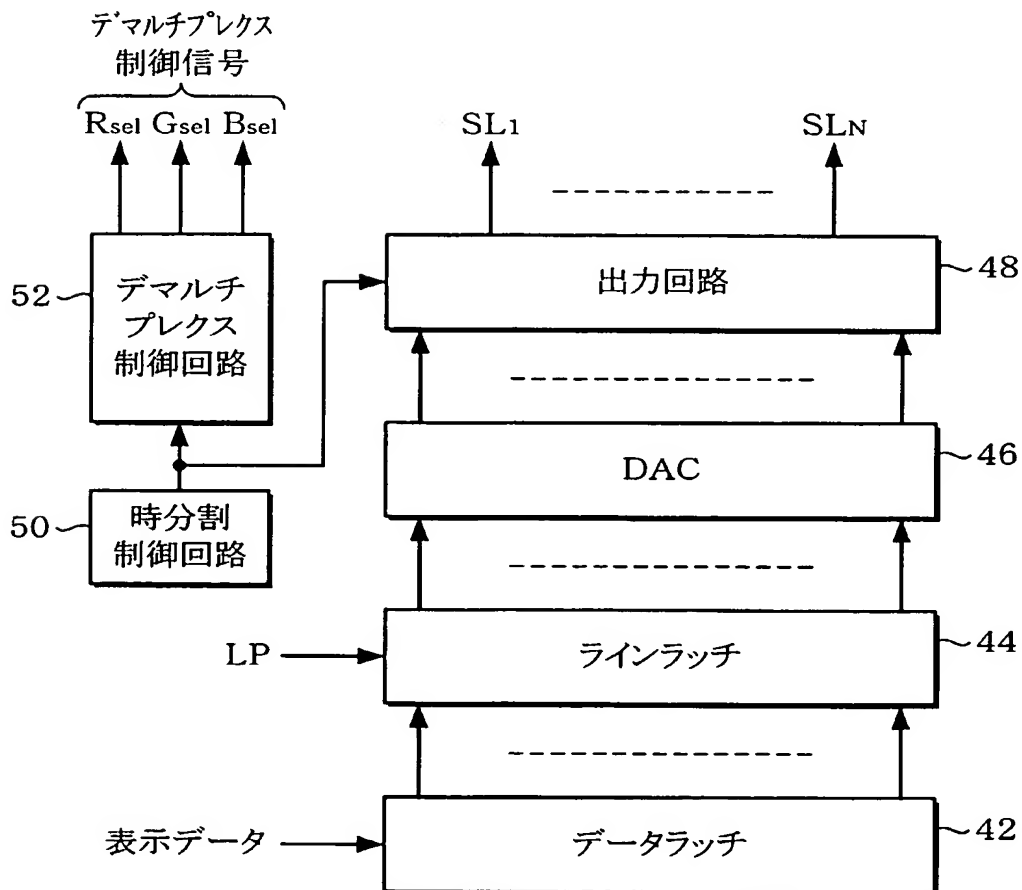 デマルチプレクス
制御信号
Rsel Gsel Bsel
SL1
SLN
52
デマルチ
プレクス
制御回路
出力回路
48
DAC
46
50
時分割
制御回路
LP
ラインラッチ
44
表示データ
データラッチ
42